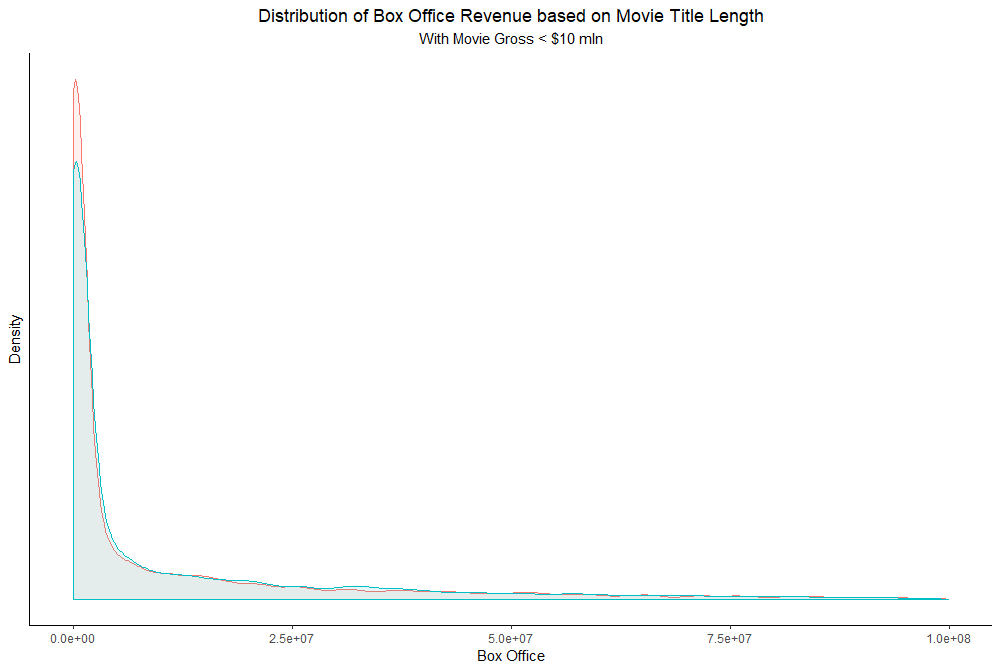 Distribution of Box Office Revenue based on Movie Title Length
With Movie Gross < $10 mln
Density
0.0e+00 2.5e+07 5.0e+07 7.5e+07 1.0e+08
Box Office